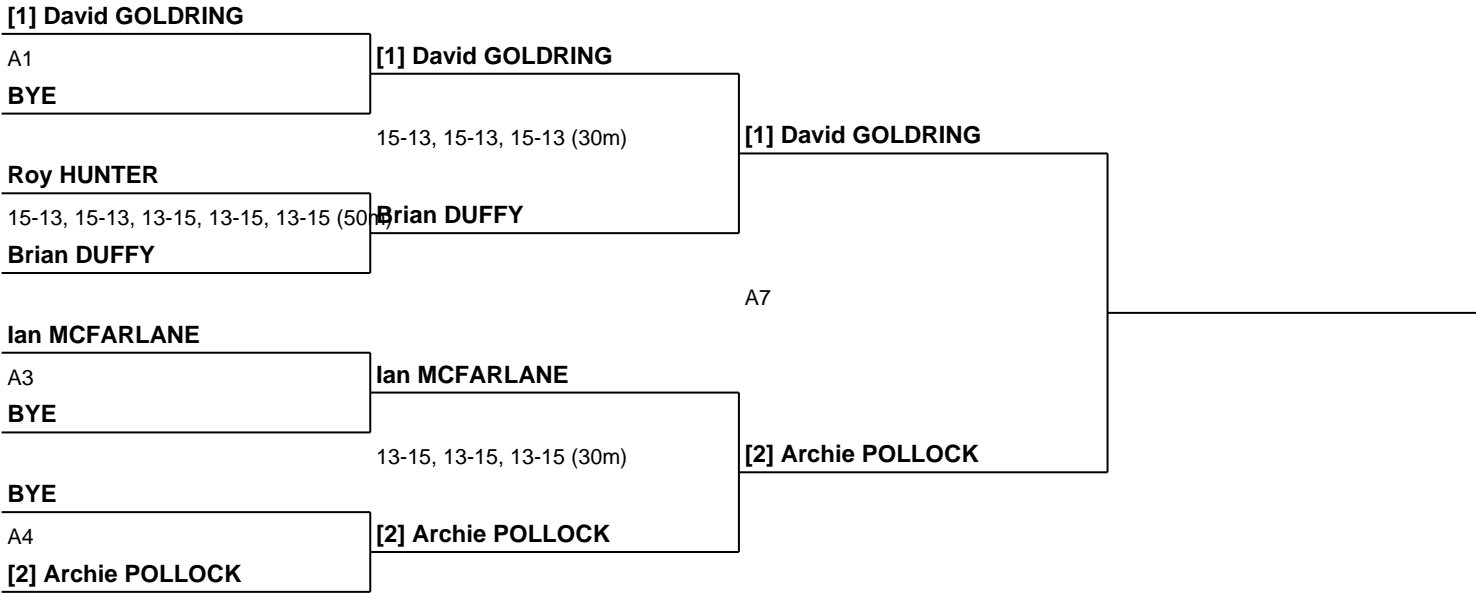 [1] David GOLDRING
A1
BYE
[1] David GOLDRING
15-13, 15-13, 15-13 (30m)
[1] David GOLDRING
Roy HUNTER
15-13, 15-13, 13-15, 13-15, 13-15 (50m)
Brian DUFFY
Brian DUFFY
A7
Ian MCFARLANE
A3
BYE
Ian MCFARLANE
13-15, 13-15, 13-15 (30m)
[2] Archie POLLOCK
BYE
A4
[2] Archie POLLOCK
[2] Archie POLLOCK